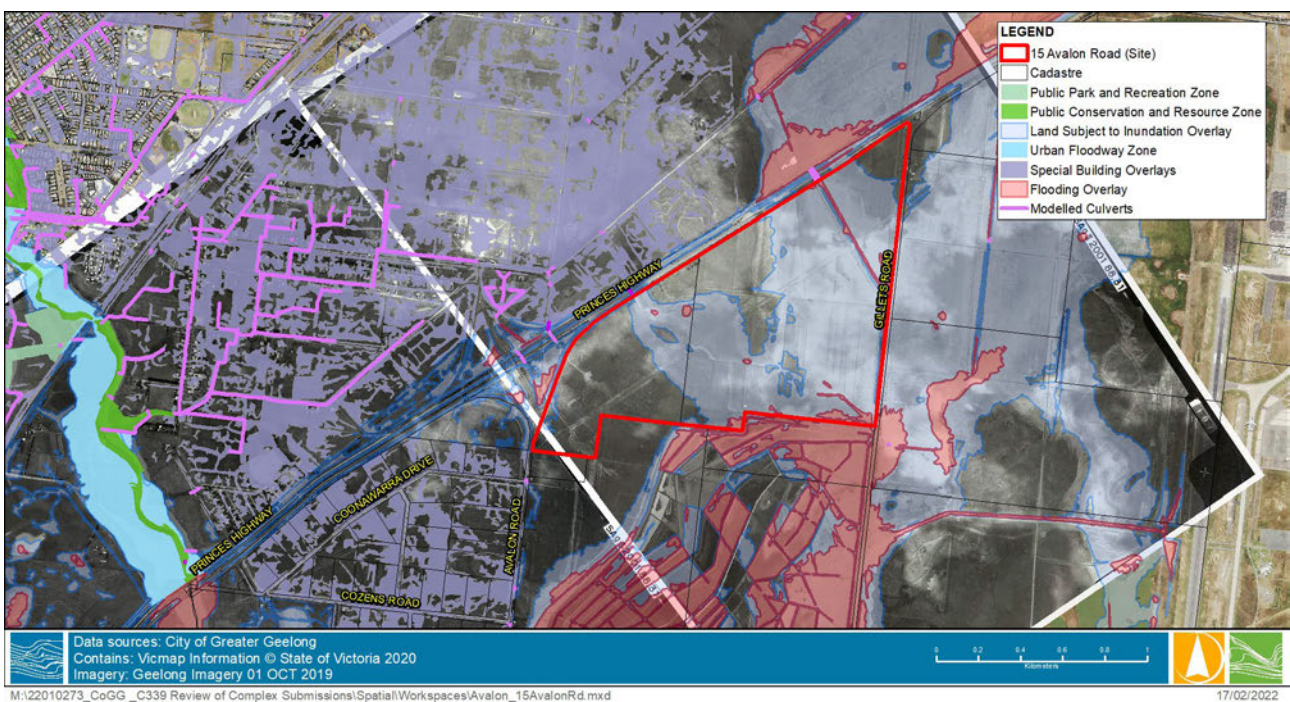 LEGEND
15 Avalon Road (Site)
Cadastre
Public Park and Recreation Zone
Public Conservation and Resource Zone
Land Subject to Inundation Overlay
Urban Floodway Zone
Special Building Overlays
Flooding Overlay
Modelled Culverts
PRINCES HIGHWAY
GILLETS ROAD
PRINCES HIGHWAY
COONAWARRA DRIVE
AVALON ROAD
COZENS ROAD
Data sources: City of Greater Geelong
Contains: Vicmap Information © State of Victoria 2020
Imagery: Geelong Imagery 01 OCT 2019
0 0.2 0.4 0.6 0.8 1
Kilometers
M:\22010273_CoGG _C339 Review of Complex Submissions\Spatial\Workspaces\Avalon_15AvalonRd.mxd
17/02/2022